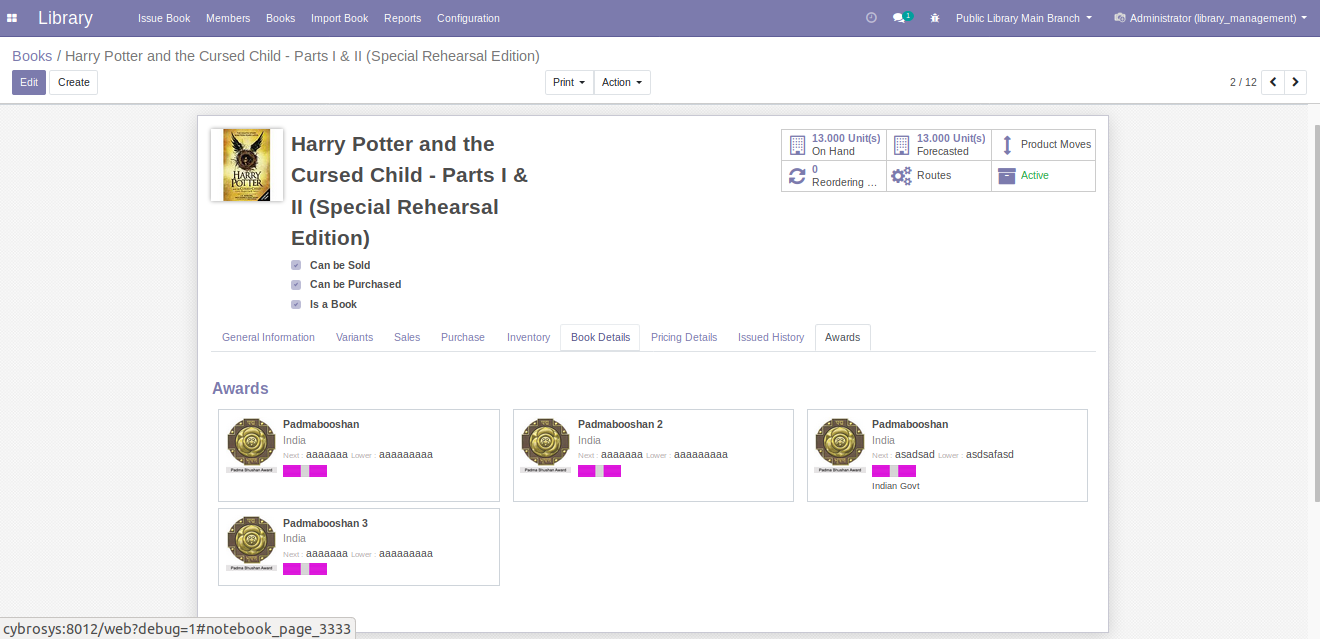 Library
Issue Book Members Books Import Book Reports Configuration
1
Public Library Main Branch
Administrator (library_management)
Books / Harry Potter and the Cursed Child - Parts I & II (Special Rehearsal Edition)
Edit Create
Print Action
2 / 12
HARRY
POTTER
Harry Potter and the
Cursed Child - Parts I &
II (Special Rehearsal
Edition)
13.000 Unit(s)
On Hand
13.000 Unit(s)
Forecasted
Product Moves
0
Reordering ...
Routes
Active
Can be Sold
Can be Purchased
Is a Book
General Information Variants Sales Purchase Inventory Book Details Pricing Details Issued History Awards
Awards
Padmabooshan
India
Next : aaaaaaa Lower : aaaaaaaaa
Padma Bhushan Award
Padmabooshan 2
India
Next : aaaaaaa Lower : aaaaaaaaa
Padma Bhushan Award
Padmabooshan
India
Next : asadsad Lower : asdsafasd
Padma Bhushan Award
Indian Govt
Padmabooshan 3
India
Next : aaaaaaa Lower : aaaaaaaaa
Padma Bhushan Award
cybrosys:8012/web?debug=1#notebook_page_3333